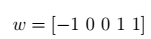 w = [−1 0 0 1 1]